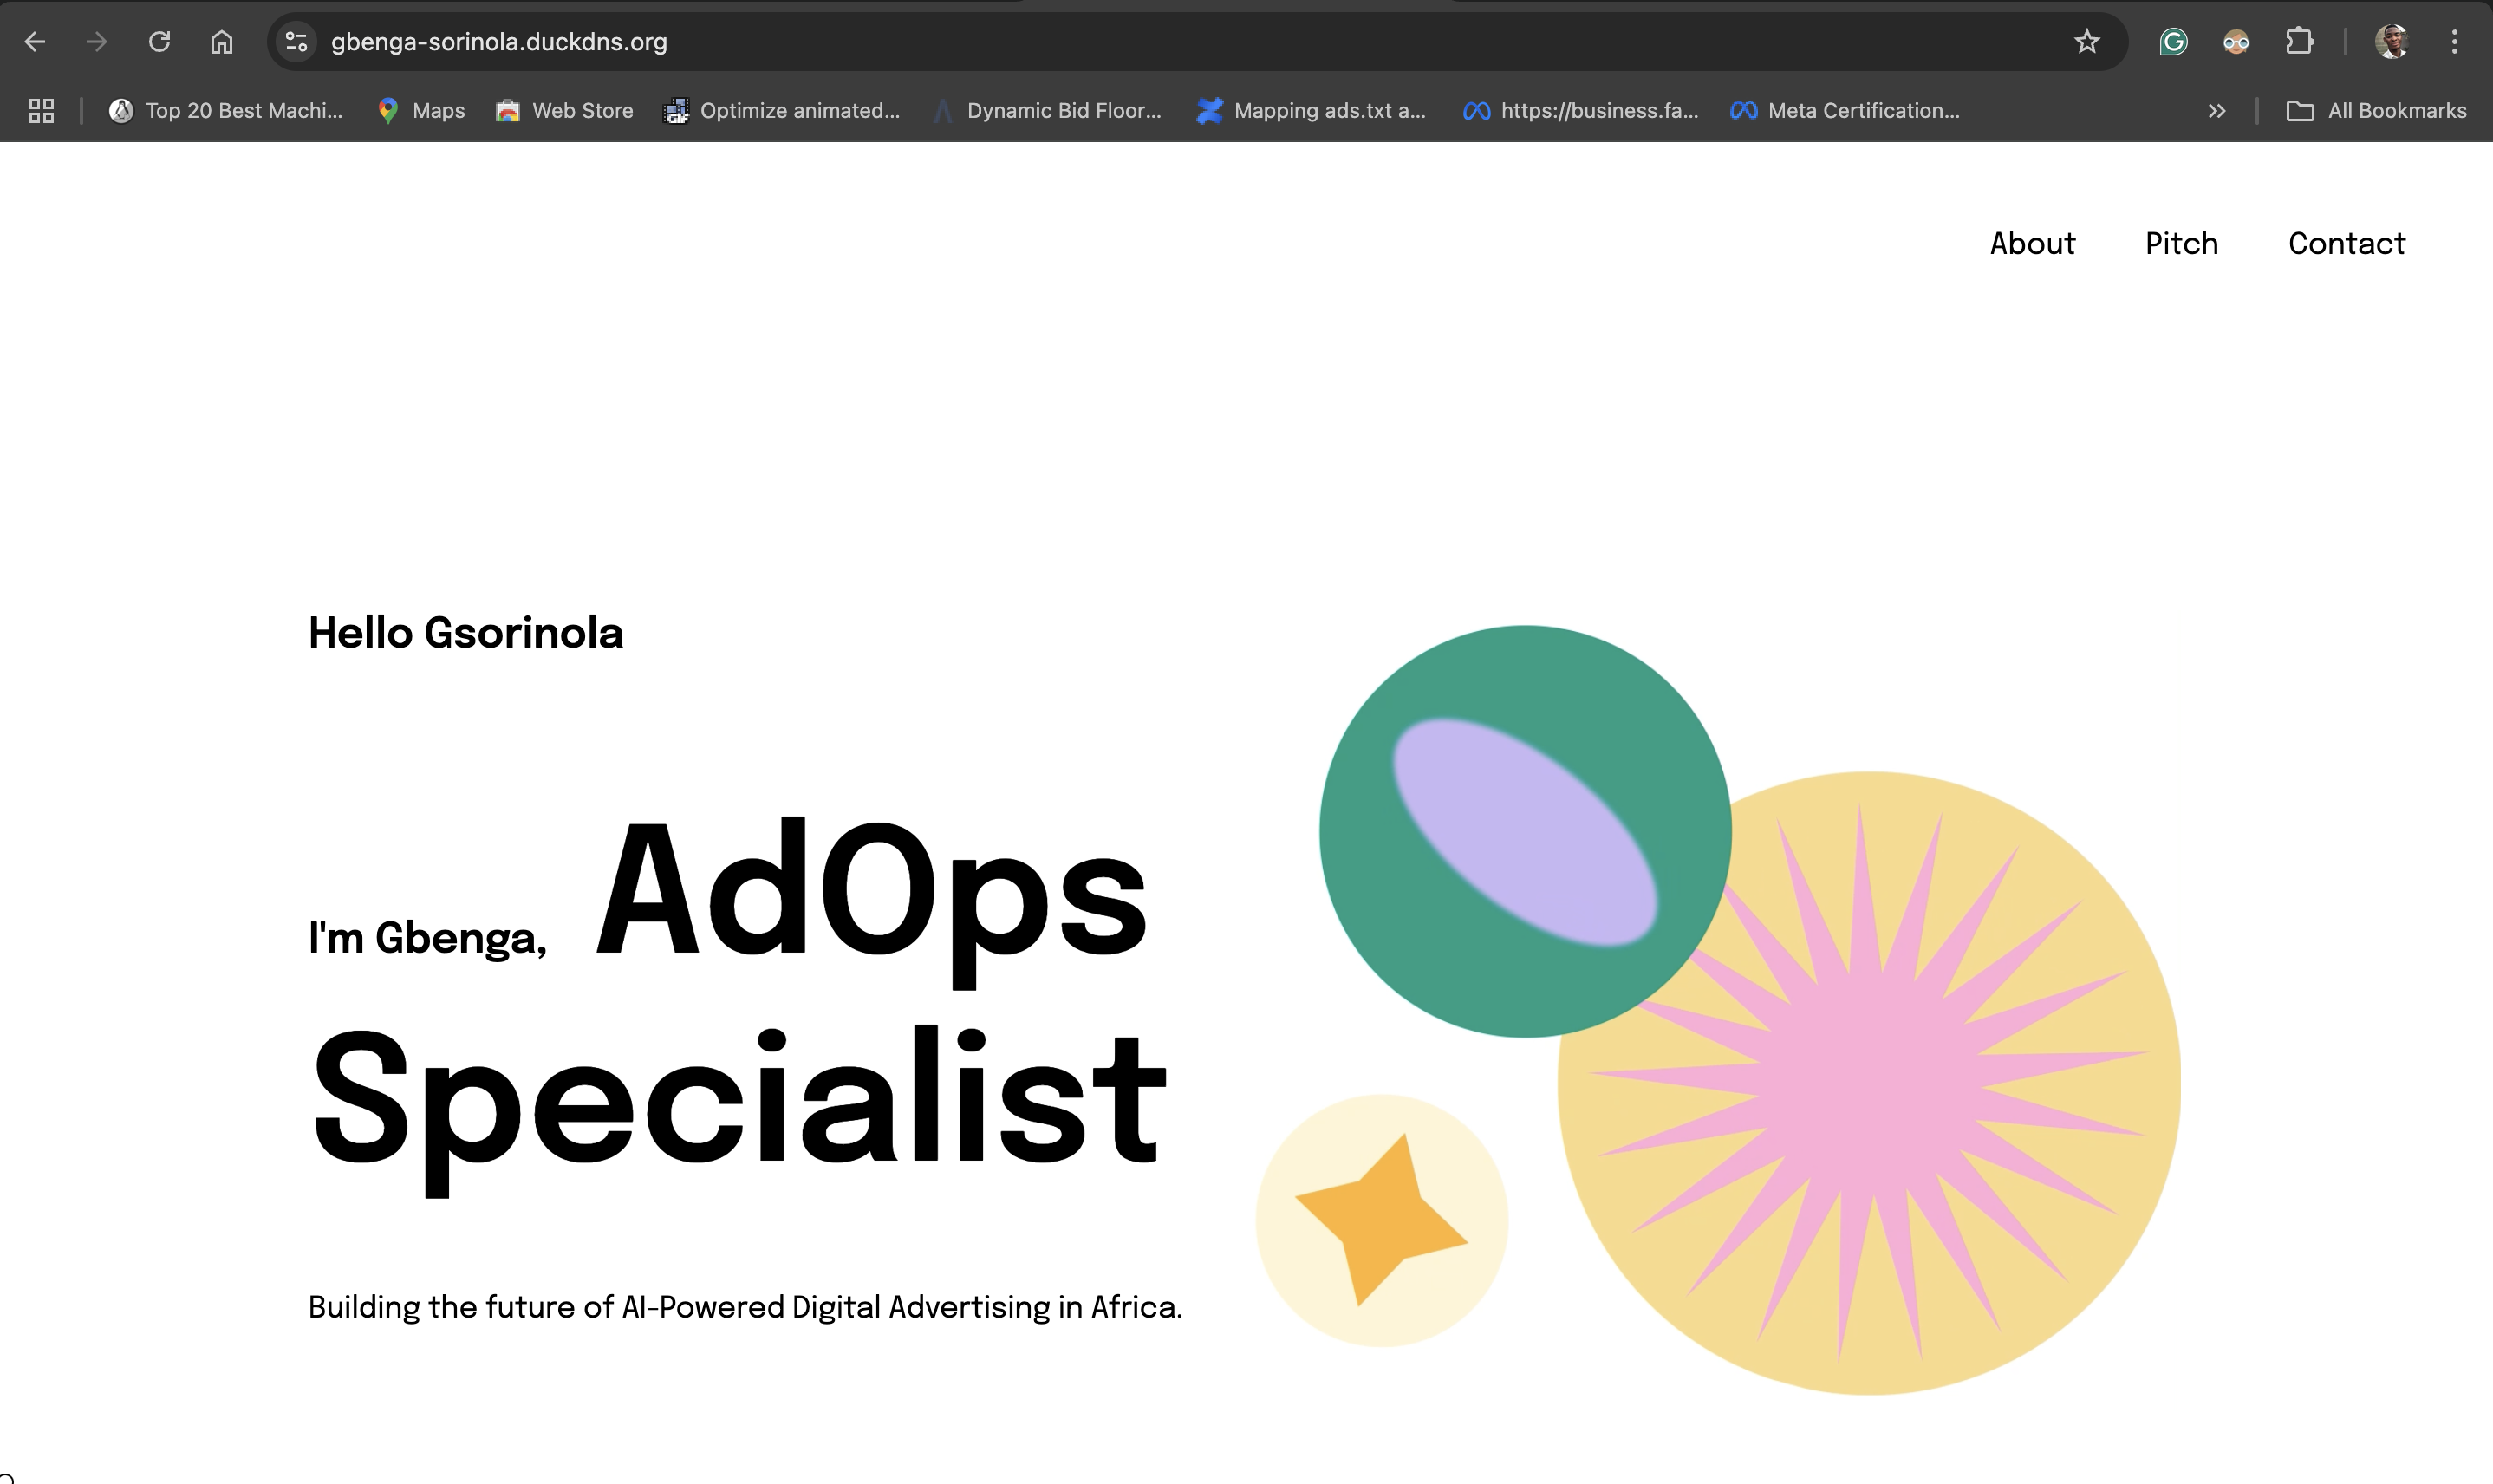 gbenga-sorinola.duckdns.org
Top 20 Best Machi... Maps Web Store Optimize animated... Dynamic Bid Floor... Mapping ads.txt a... https://business.fa... Meta Certification... All Bookmarks
About Pitch Contact
Hello Gsorinola
I'm Gbenga, AdOps
Specialist
Building the future of AI-Powered Digital Advertising in Africa.